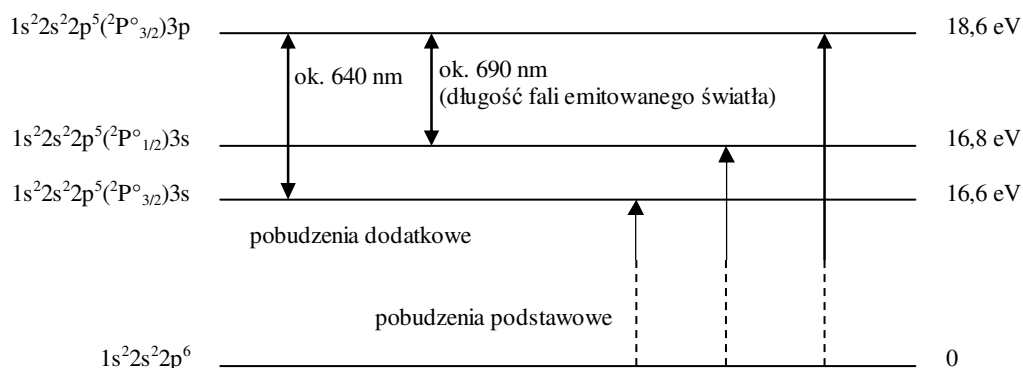 1s²2s²2p⁵(²P°₃/₂)3p 18,6 eV
ok. 640 nm
ok. 690 nm
(długość fali emitowanego światła)
1s²2s²2p⁵(²P°₁/₂)3s 16,8 eV
1s²2s²2p⁵(²P°₃/₂)3s 16,6 eV
pobudzenia dodatkowe
pobudzenia podstawowe
1s²2s²2p⁶ 0